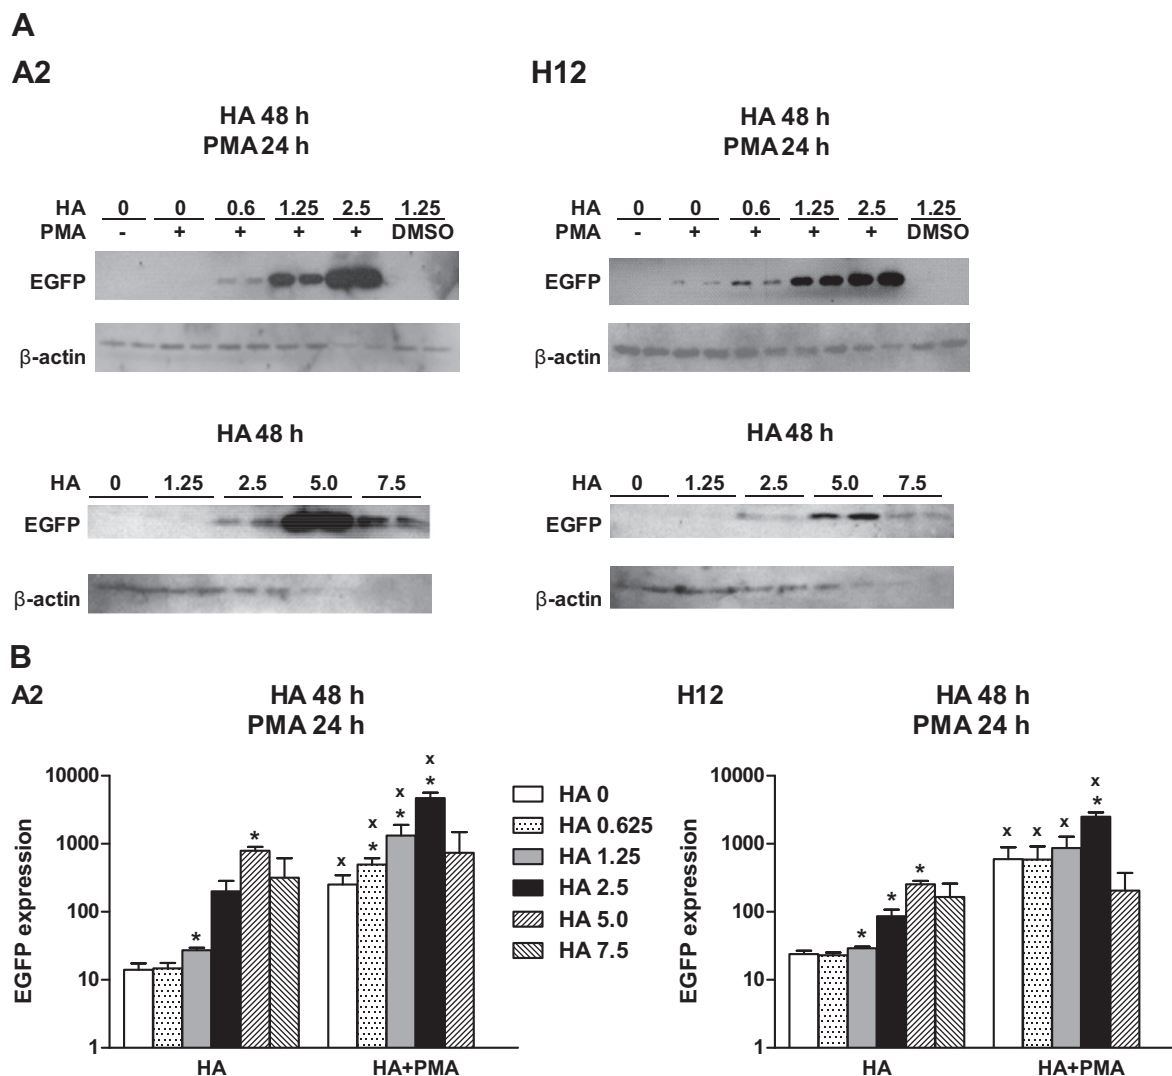 A
A2
HA 48 h
PMA 24 h
HA 0 0 0.6 1.25 2.5 1.25
PMA - + + + + DMSO
EGFP
β-actin
HA 48 h
HA 0 1.25 2.5 5.0 7.5
EGFP
β-actin
H12
HA 48 h
PMA 24 h
HA 0 0 0.6 1.25 2.5 1.25
PMA - + + + + DMSO
EGFP
β-actin
HA 48 h
HA 0 1.25 2.5 5.0 7.5
EGFP
β-actin
B
A2
HA 48 h
PMA 24 h
EGFP expression
10000
1000
100
10
1
* * x x * x * x *
HA HA+PMA
HA 0
HA 0.625
HA 1.25
HA 2.5
HA 5.0
HA 7.5
H12
HA 48 h
PMA 24 h
EGFP expression
10000
1000
100
10
1
* * * x x x x *
HA HA+PMA